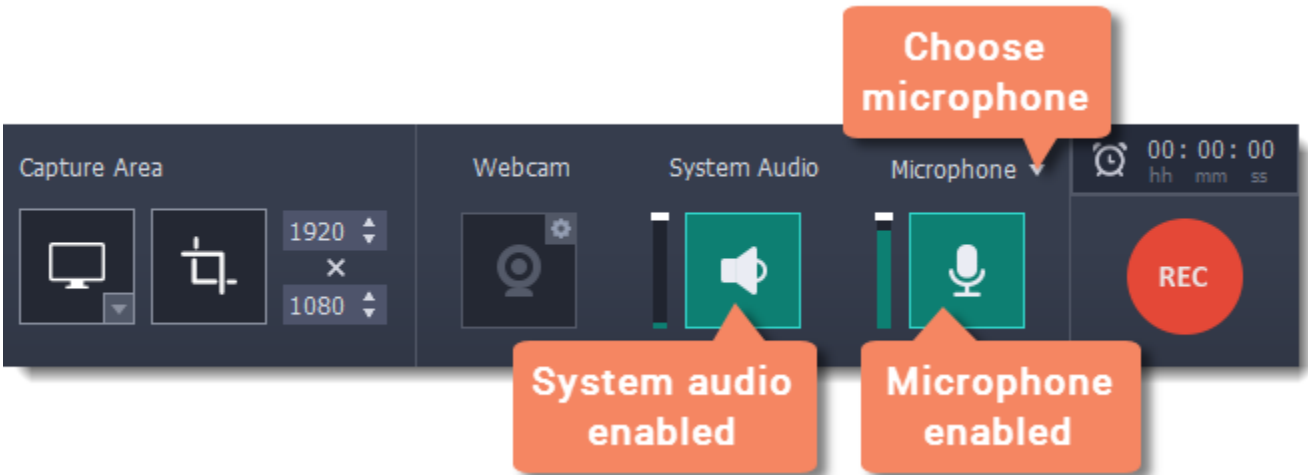 Choose
microphone
Capture Area
Webcam
System Audio
Microphone
00 : 00 : 00
hh mm ss
1920
×
1080
REC
System audio
enabled
Microphone
enabled